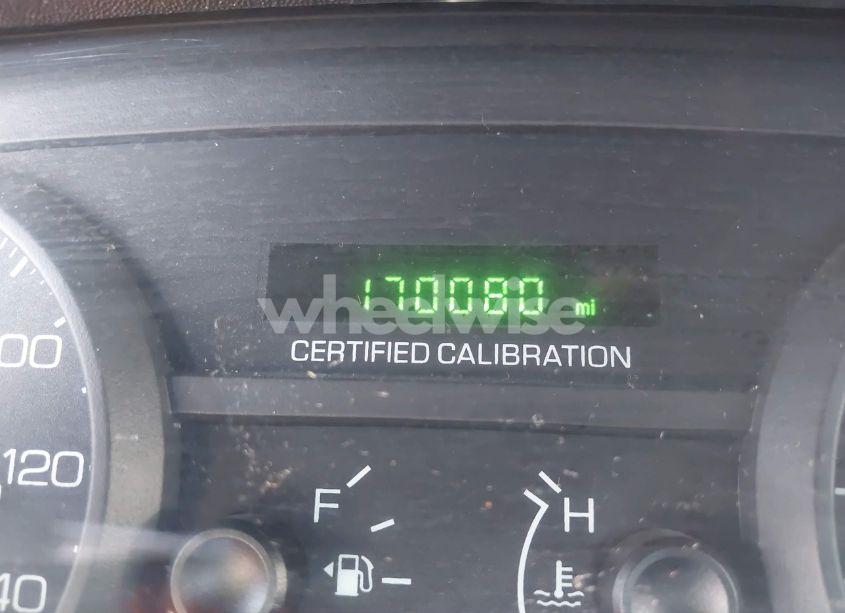 170080 mi
wheelwise
CERTIFIED CALIBRATION
00
120
40
F
H